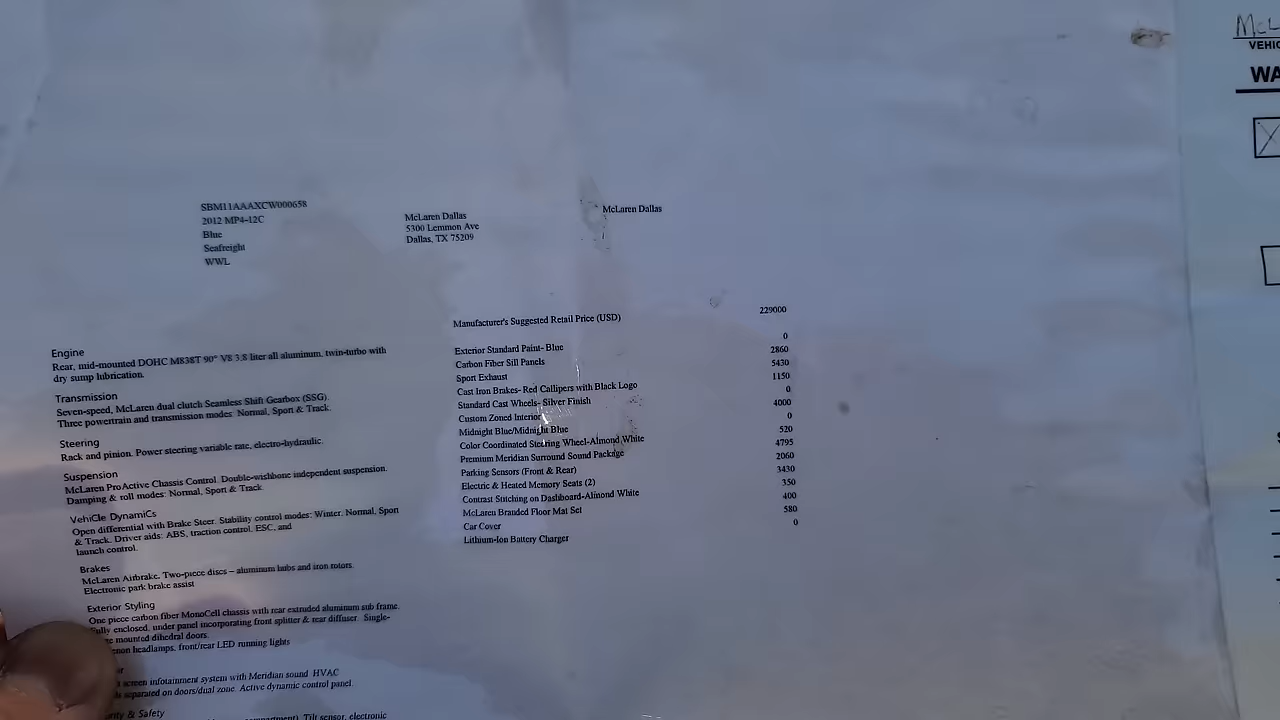 McL
VEHIC
WA
SBM11AAAXCW000658
2012 MP4-12C
Blue
Seafreight
WWL
McLaren Dallas
5300 Lemmon Ave
Dallas, TX 75209
McLaren Dallas
Engine
Rear, mid-mounted DOHC M838T 90° V8 3.8 liter all aluminum, twin-turbo with
dry sump lubrication.
Transmission
Seven-speed, McLaren dual clutch Seamless Shift Gearbox (SSG).
Three powertrain and transmission modes: Normal, Sport & Track.
Steering
Rack and pinion. Power steering variable rate, electro-hydraulic.
Suspension
McLaren ProActive Chassis Control. Double-wishbone independent suspension.
Damping & roll modes: Normal, Sport & Track
VehiCle DynamiCs
Open differential with Brake Steer. Stability control modes: Winter, Normal, Sport
& Track. Driver aids: ABS, traction control, ESC, and
launch control.
Brakes
McLaren Airbrake. Two-piece discs – aluminum hubs and iron rotors.
Electronic park brake assist
Exterior Styling
One piece carbon fiber MonoCell chassis with rear extruded aluminum sub frame.
Fully enclosed, under panel incorporating front splitter & rear diffuser. Single-
mounted dihedral doors.
headlamps, front/rear LED running lights
screen infotainment system with Meridian sound HVAC
separated on doors/dual zone. Active dynamic control panel.
& Safety
Tilt sensor, electronic
Manufacturer's Suggested Retail Price (USD) 229000
Exterior Standard Paint- Blue 0
Carbon Fiber Sill Panels 2860
Sport Exhaust 5430
Cast Iron Brakes- Red Callipers with Black Logo 1150
Standard Cast Wheels- Silver Finish 0
Custom Zoned Interior 4000
Midnight Blue/Midnight Blue 0
Color Coordinated Steering Wheel-Almond White 520
Premium Meridian Surround Sound Package 4795
Parking Sensors (Front & Rear) 2060
Electric & Heated Memory Seats (2) 3430
Contrast Stitching on Dashboard-Almond White 350
McLaren Branded Floor Mat Set 400
Car Cover 580
Lithium-Ion Battery Charger 0